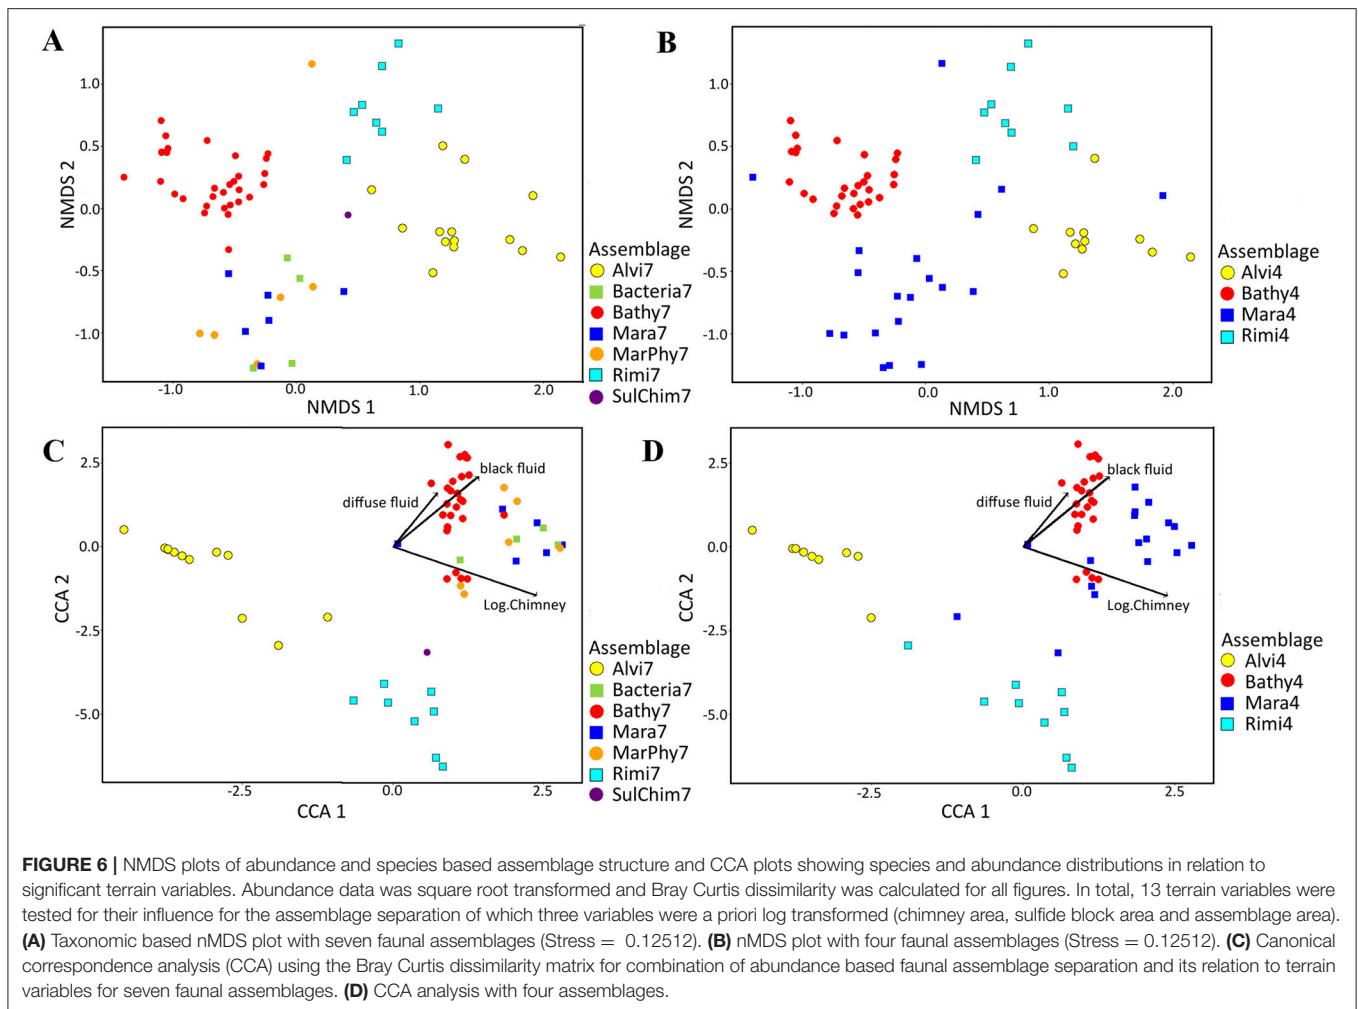 A
NMDS 2
1.0
0.5
0.0
-0.5
-1.0
-1.0
0.0
1.0
2.0
NMDS 1
Assemblage
Alvi7
Bacteria7
Bathy7
Mara7
MarPhy7
Rimi7
SulChim7
B
NMDS 2
1.0
0.5
0.0
-0.5
-1.0
-1.0
0.0
1.0
2.0
NMDS 1
Assemblage
Alvi4
Bathy4
Mara4
Rimi4
C
CCA 2
2.5
0.0
-2.5
-5.0
-2.5
0.0
2.5
CCA 1
black fluid
diffuse fluid
Log.Chimney
Assemblage
Alvi7
Bacteria7
Bathy7
Mara7
MarPhy7
Rimi7
SulChim7
D
CCA 2
2.5
0.0
-2.5
-5.0
-2.5
0.0
2.5
CCA 1
black fluid
diffuse fluid
Log.Chimney
Assemblage
Alvi4
Bathy4
Mara4
Rimi4
FIGURE 6 | NMDS plots of abundance and species based assemblage structure and CCA plots showing species and abundance distributions in relation to
significant terrain variables. Abundance data was square root transformed and Bray Curtis dissimilarity was calculated for all figures. In total, 13 terrain variables were
tested for their influence for the assemblage separation of which three variables were a priori log transformed (chimney area, sulfide block area and assemblage area).
(A) Taxonomic based nMDS plot with seven faunal assemblages (Stress = 0.12512). (B) nMDS plot with four faunal assemblages (Stress = 0.12512). (C) Canonical
correspondence analysis (CCA) using the Bray Curtis dissimilarity matrix for combination of abundance based faunal assemblage separation and its relation to terrain
variables for seven faunal assemblages. (D) CCA analysis with four assemblages.